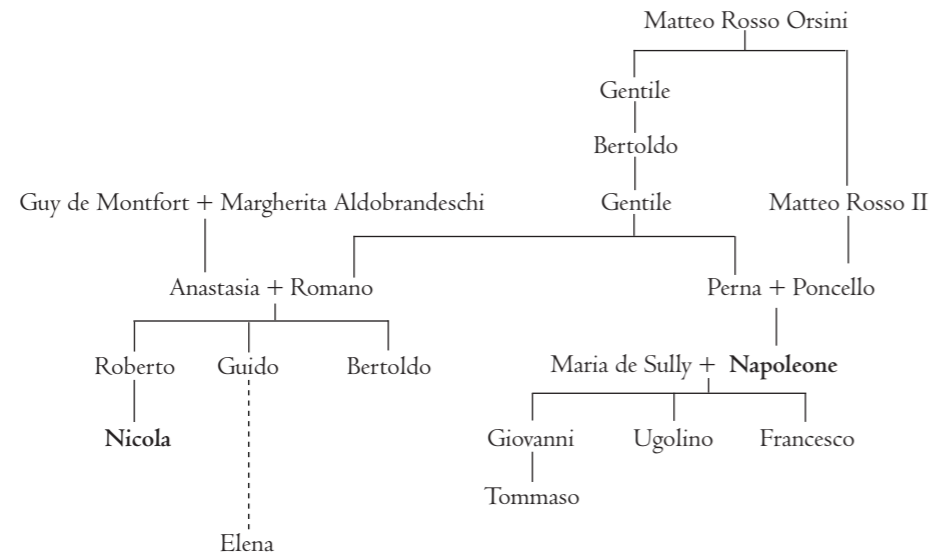 Matteo Rosso Orsini
Gentile
Bertoldo
Guy de Montfort + Margherita Aldobrandeschi Gentile Matteo Rosso II
Anastasia + Romano Perna + Poncello
Roberto Guido Bertoldo Maria de Sully + Napoleone
Nicola Giovanni Ugolino Francesco
Tommaso
Elena